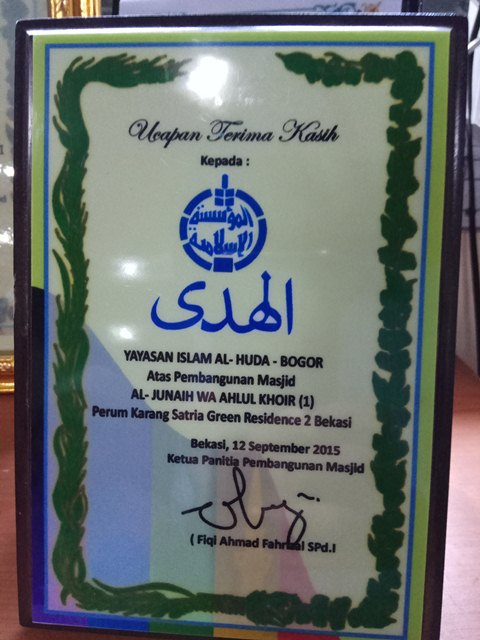 Ucapan Terima Kasih
Kepada :
المؤسسة
الإسلامية
الهدى
YAYASAN ISLAM AL- HUDA - BOGOR
Atas Pembangunan Masjid
AL- JUNAIH WA AHLUL KHOIR (1)
Perum Karang Satria Green Residence 2 Bekasi
Bekasi, 12 September 2015
Ketua Panitia Pembangunan Masjid
( Fiqi Ahmad SPd.I